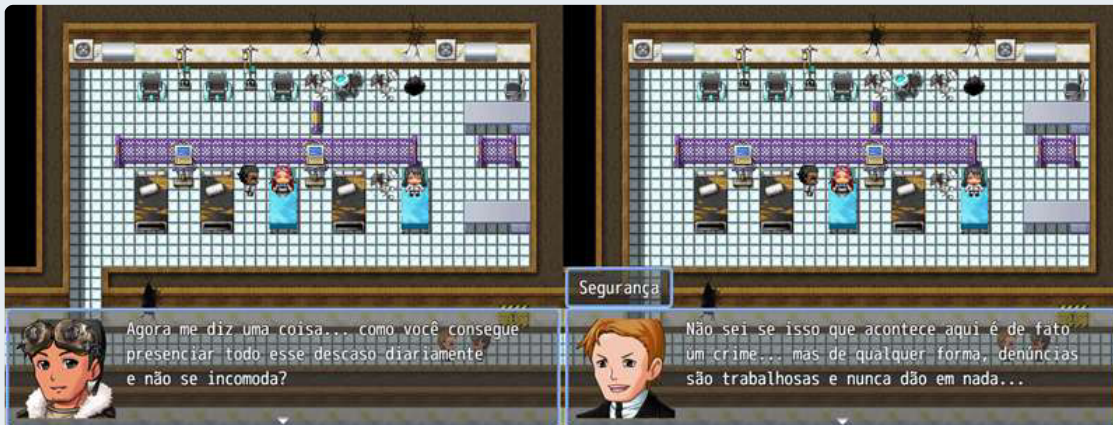 Agora me diz uma coisa... como você consegue
presenciar todo esse descaso diariamente
e não se incomoda?
Segurança
Não sei se isso que acontece aqui é de fato
um crime... mas de qualquer forma, denúncias
são trabalhosas e nunca dão em nada...